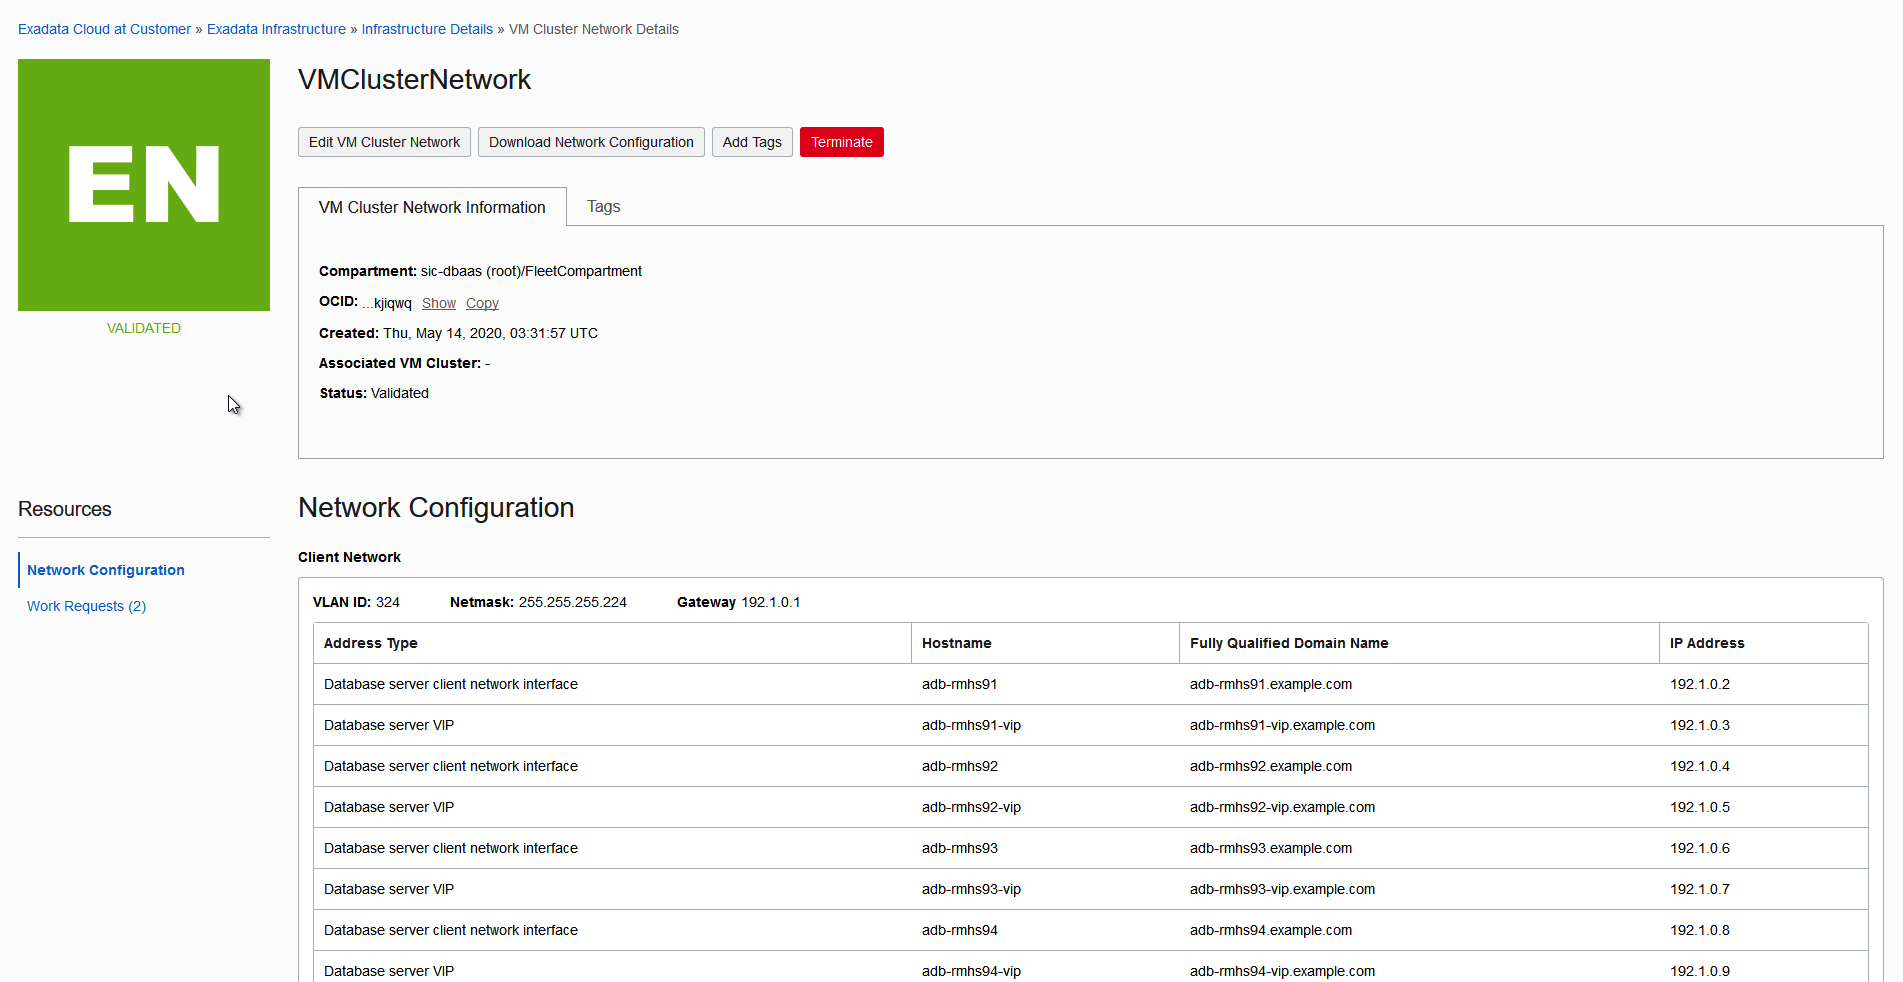 Exadata Cloud at Customer » Exadata Infrastructure » Infrastructure Details » VM Cluster Network Details
EN
VALIDATED
VMClusterNetwork
Edit VM Cluster Network Download Network Configuration Add Tags Terminate
VM Cluster Network Information Tags
Compartment: sic-dbaas (root)/FleetCompartment
OCID: ...kjiqwq Show Copy
Created: Thu, May 14, 2020, 03:31:57 UTC
Associated VM Cluster: -
Status: Validated
Resources
Network Configuration
Work Requests (2)
Network Configuration
Client Network
VLAN ID: 324 Netmask: 255.255.255.224 Gateway 192.1.0.1
Address Type Hostname Fully Qualified Domain Name IP Address
Database server client network interface adb-rmhs91 adb-rmhs91.example.com 192.1.0.2
Database server VIP adb-rmhs91-vip adb-rmhs91-vip.example.com 192.1.0.3
Database server client network interface adb-rmhs92 adb-rmhs92.example.com 192.1.0.4
Database server VIP adb-rmhs92-vip adb-rmhs92-vip.example.com 192.1.0.5
Database server client network interface adb-rmhs93 adb-rmhs93.example.com 192.1.0.6
Database server VIP adb-rmhs93-vip adb-rmhs93-vip.example.com 192.1.0.7
Database server client network interface adb-rmhs94 adb-rmhs94.example.com 192.1.0.8
Database server VIP adb-rmhs94-vip adb-rmhs94-vip.example.com 192.1.0.9